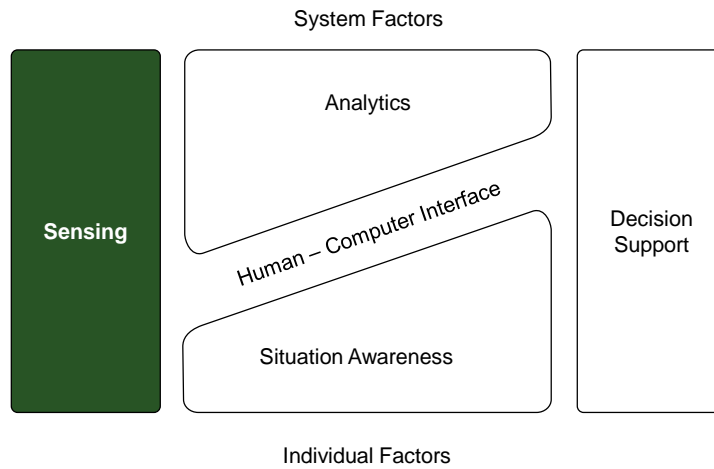 System Factors
Analytics
Sensing
Human – Computer Interface
Decision
Support
Situation Awareness
Individual Factors